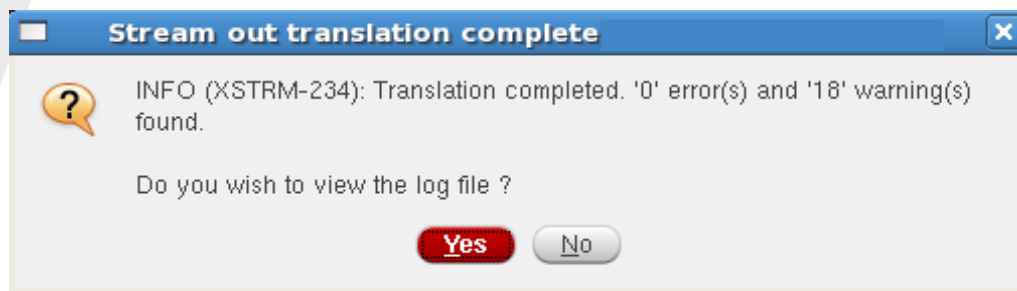 Stream out translation complete
INFO (XSTRM-234): Translation completed. '0' error(s) and '18' warning(s)
found.
Do you wish to view the log file ?
Yes No